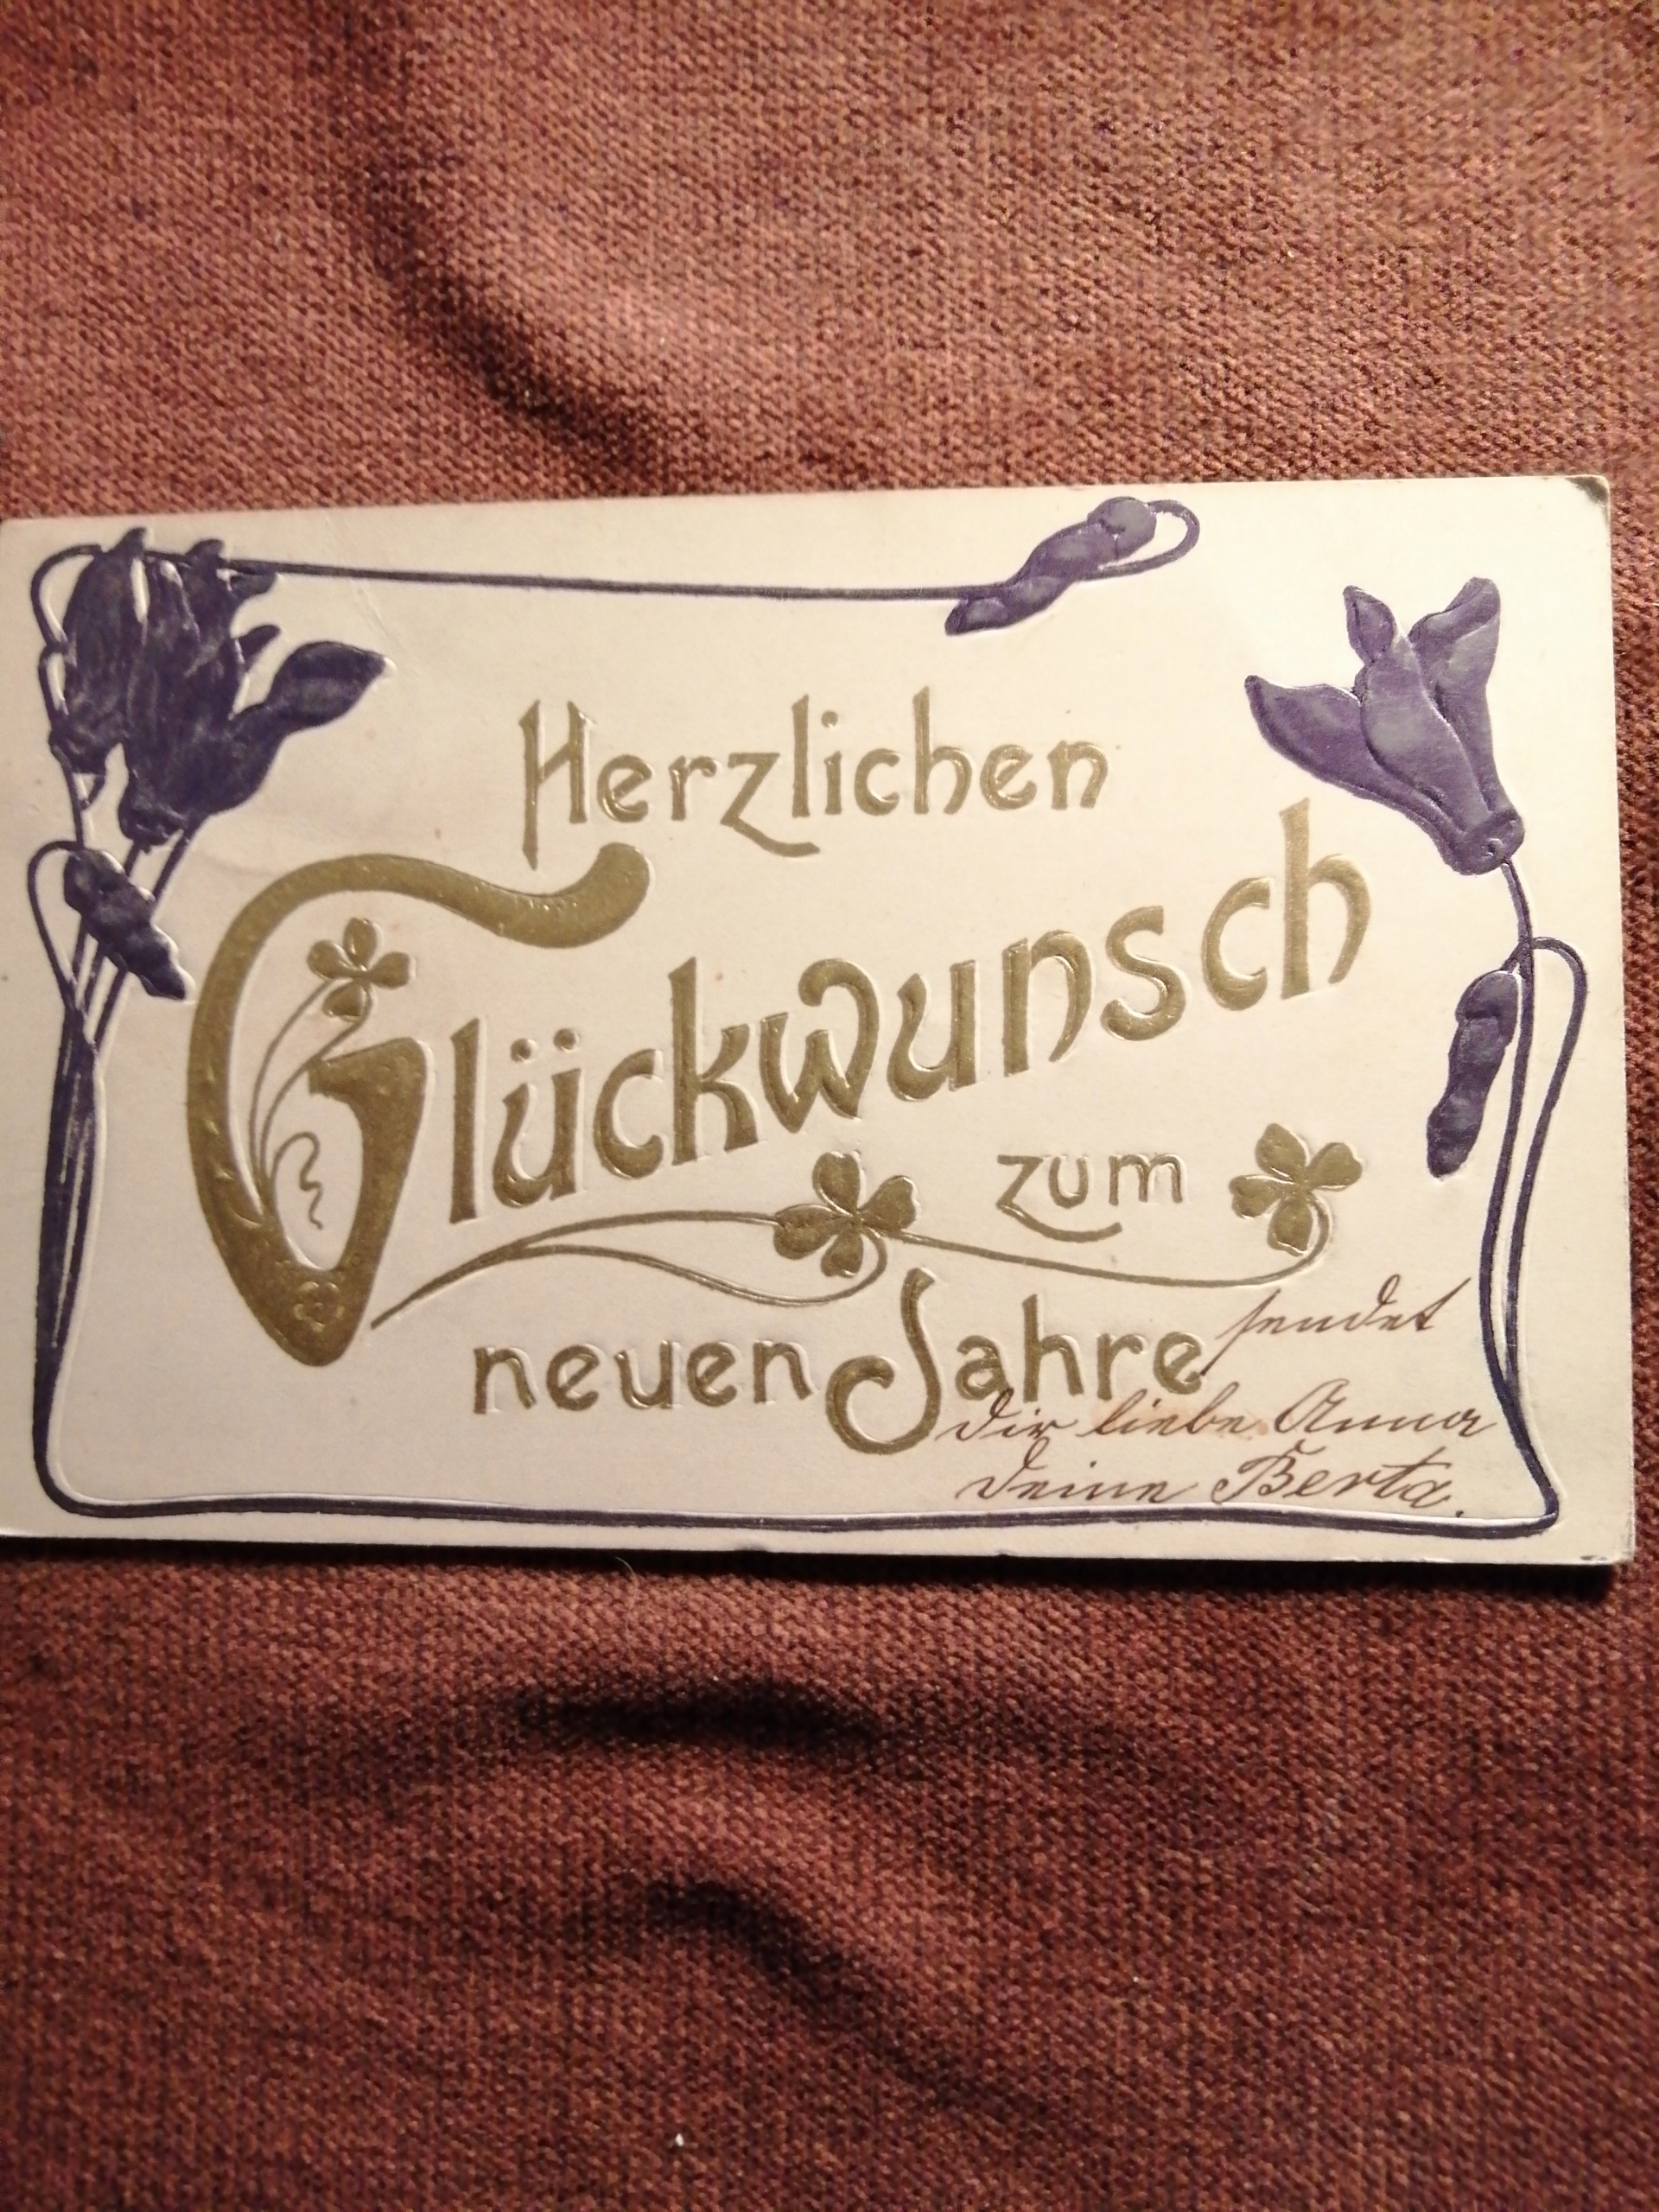 Herzlichen
Glückwunsch
zum
neuen Jahre
sendet
dir liebe Anna
deine Berta.